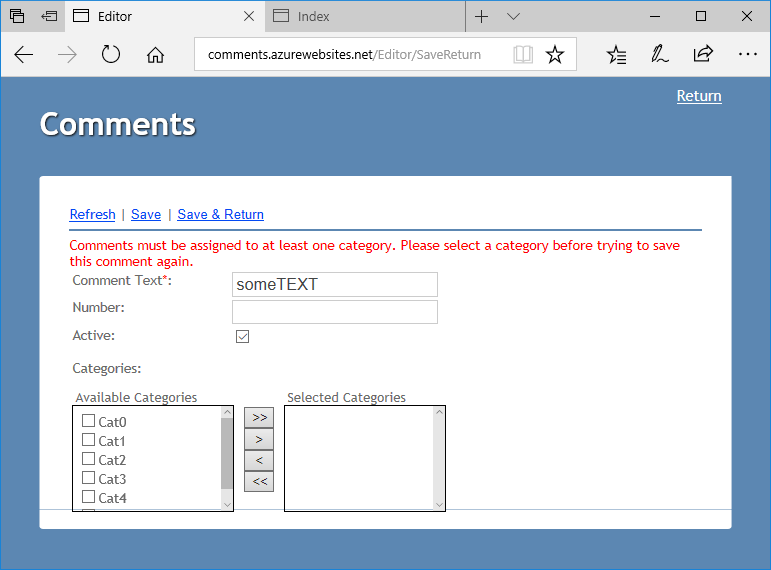 Editor
Index
comments.azurewebsites.net/Editor/SaveReturn
Return
Comments
Refresh | Save | Save & Return
Comments must be assigned to at least one category. Please select a category before trying to save
this comment again.
Comment Text*:
someTEXT
Number:
Active:
Categories:
Available Categories
Selected Categories
Cat0
Cat1
Cat2
Cat3
Cat4
>>
>
<
<<